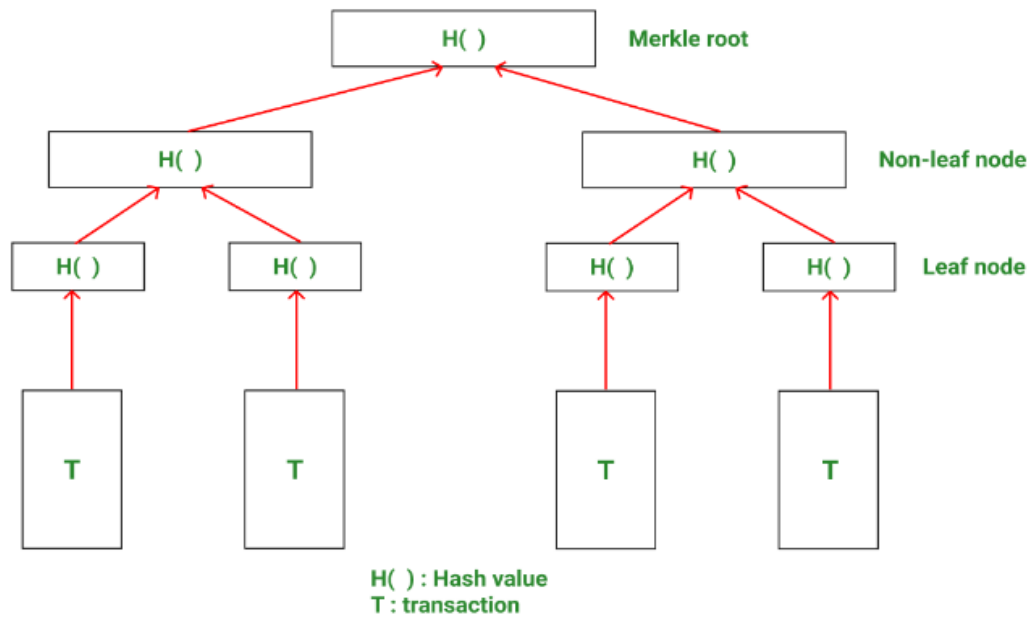 H( ) Merkle root
H( ) H( ) Non-leaf node
H( ) H( ) H( ) H( ) Leaf node
T T T T
H( ) : Hash value
T : transaction